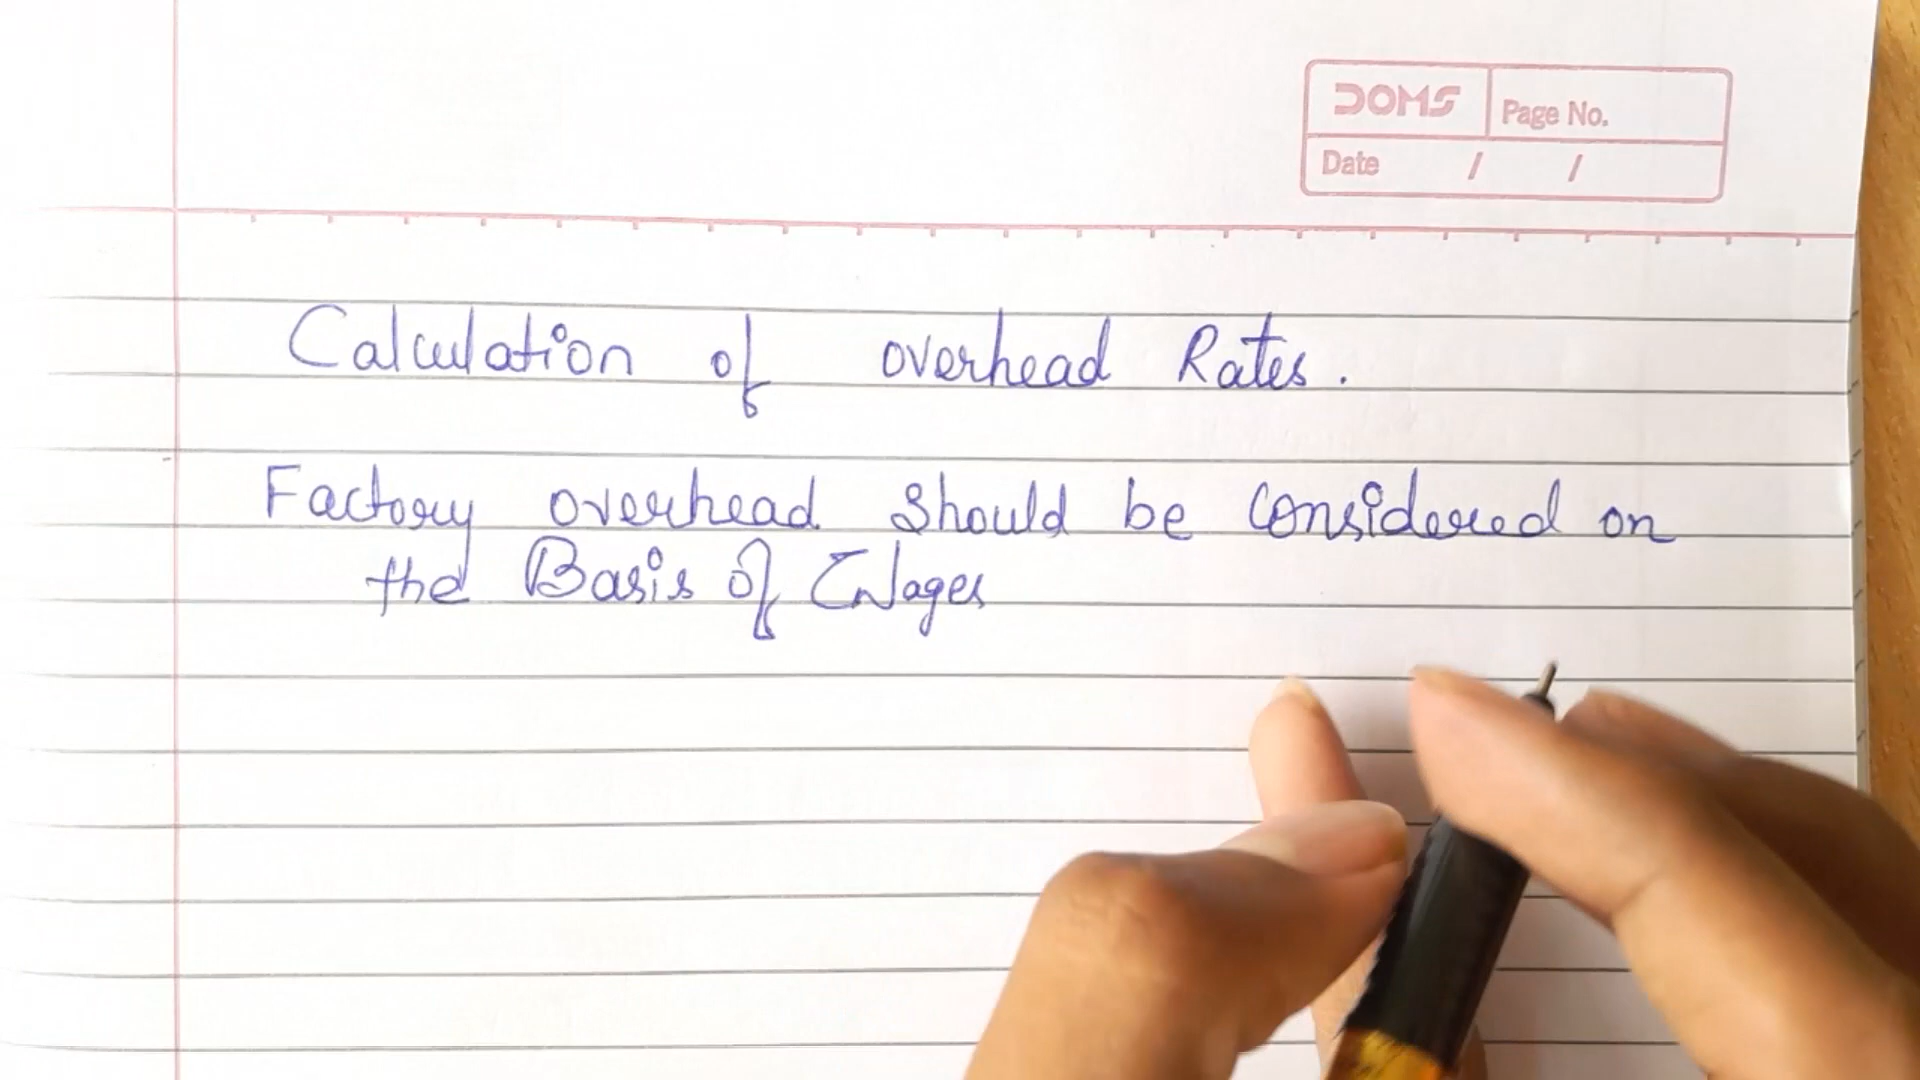 DOMS Page No.
Date / /
Calculation of overhead Rates.
Factory overhead should be considered on
the Basis of Wages